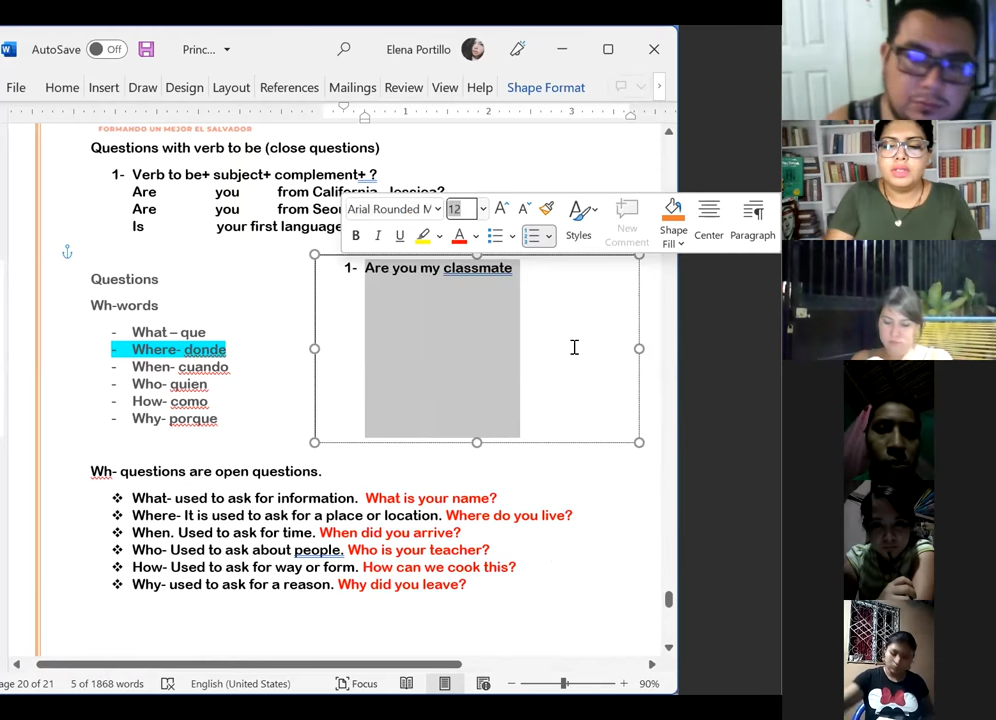 AutoSave Off Princ... Elena Portillo
File Home Insert Draw Design Layout References Mailings Review View Help Shape Format
1 2 3
FORMANDO UN MEJOR EL SALVADOR
Questions with verb to be (close questions)
1- Verb to be+ subject+ complement+ ?
Are you from California Jessica?
Are you from Seou
Is your first language
Arial Rounded M 12
B I U A Styles New Comment Shape Fill Center Paragraph
1- Are you my classmate
Questions
Wh-words
- What – que
- Where- donde
- When- cuando
- Who- quien
- How- como
- Why- porque
Wh- questions are open questions.
❖ What- used to ask for information. What is your name?
❖ Where- It is used to ask for a place or location. Where do you live?
❖ When. Used to ask for time. When did you arrive?
❖ Who- Used to ask about people. Who is your teacher?
❖ How- Used to ask for way or form. How can we cook this?
❖ Why- used to ask for a reason. Why did you leave?
age 20 of 21 5 of 1868 words English (United States) Focus 90%